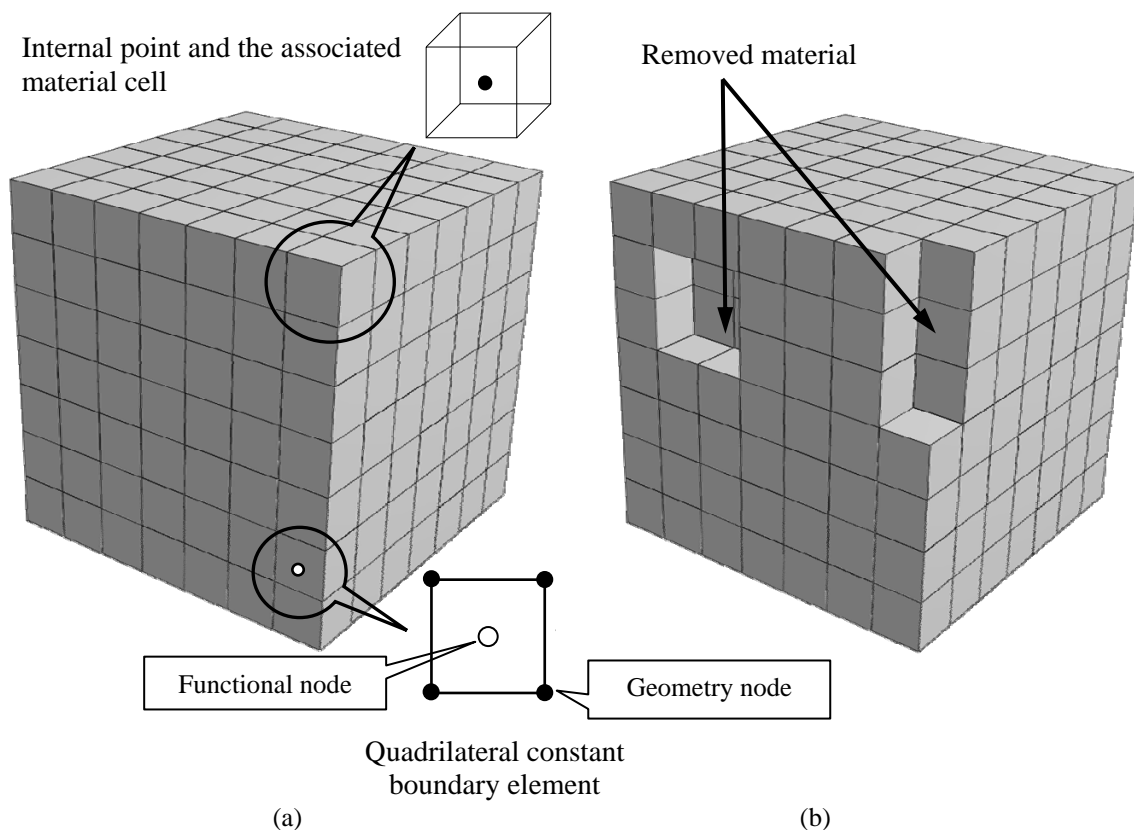 Internal point and the associated
material cell
Removed material
Functional node
Geometry node
Quadrilateral constant
boundary element
(a)
(b)